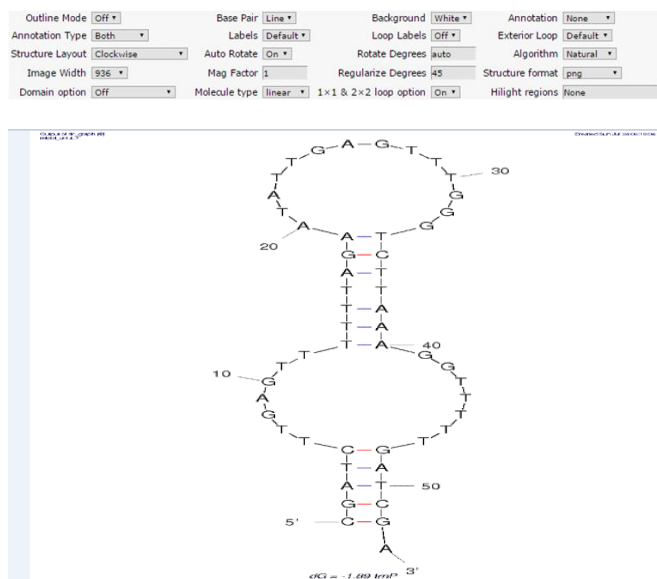 Outline Mode Off Base Pair Line Background White Annotation None
Annotation Type Both Labels Default Loop Labels Off Exterior Loop Default
Structure Layout Clockwise Auto Rotate On Rotate Degrees auto Algorithm Natural
Image Width 936 Mag Factor 1 Regularize Degrees 45 Structure format png
Domain option Off Molecule type linear 1×1 & 2×2 loop option On Hilight regions None
G A G
T T
T T
T T 30
A G
T G
A G
20
A T
G C
A T
T T
T A
T A
T A 40
T G
T G
10 G T
A T
G T
T T
T C G T
T A
A T 50
G C
5' C G
A
3'